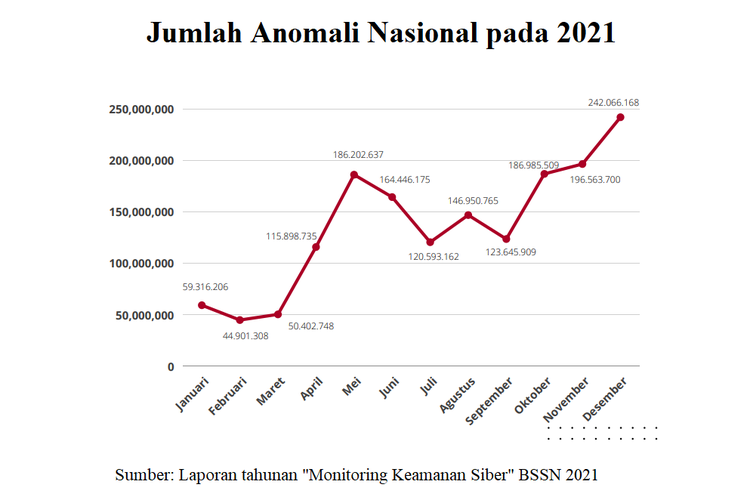 Jumlah Anomali Nasional pada 2021
250,000,000
200,000,000
150,000,000
100,000,000
50,000,000
0
59.316.206
44.901.308
50.402.748
115.898.735
186.202.637
164.446.175
120.593.162
146.950.765
123.645.909
186.985.509
196.563.700
242.066.168
Januari
Februari
Maret
April
Mei
Juni
Juli
Agustus
September
Oktober
November
Desember
Sumber: Laporan tahunan "Monitoring Keamanan Siber" BSSN 2021